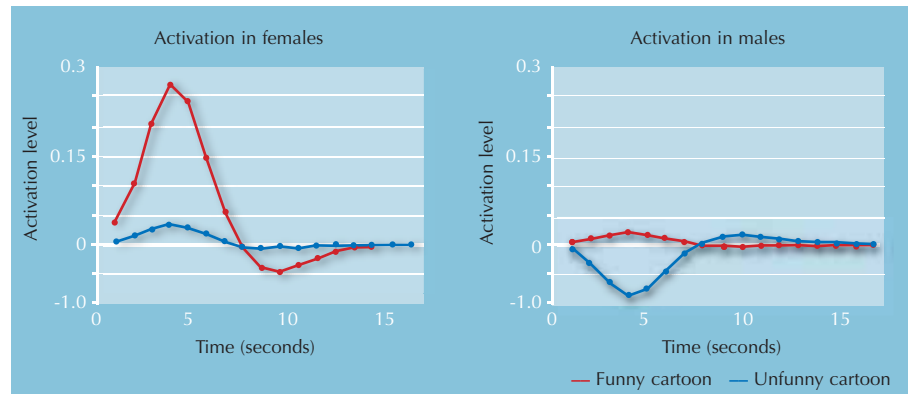 Activation in females
Activation level
0.3
0.15
0
-1.0
0 5 10 15
Time (seconds)
Activation in males
Activation level
0.3
0.15
0
-1.0
0 5 10 15
Time (seconds)
Funny cartoon
Unfunny cartoon